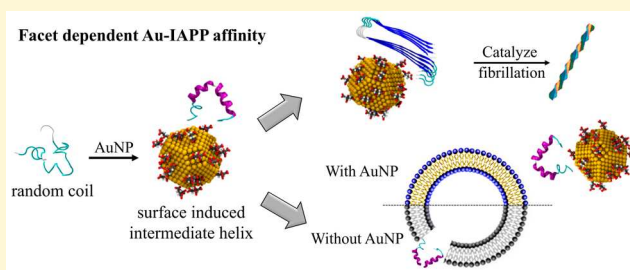 Facet dependent Au-IAPP affinity
Catalyze
fibrillation
AuNP
random coil
surface induced
intermediate helix
With AuNP
Without AuNP